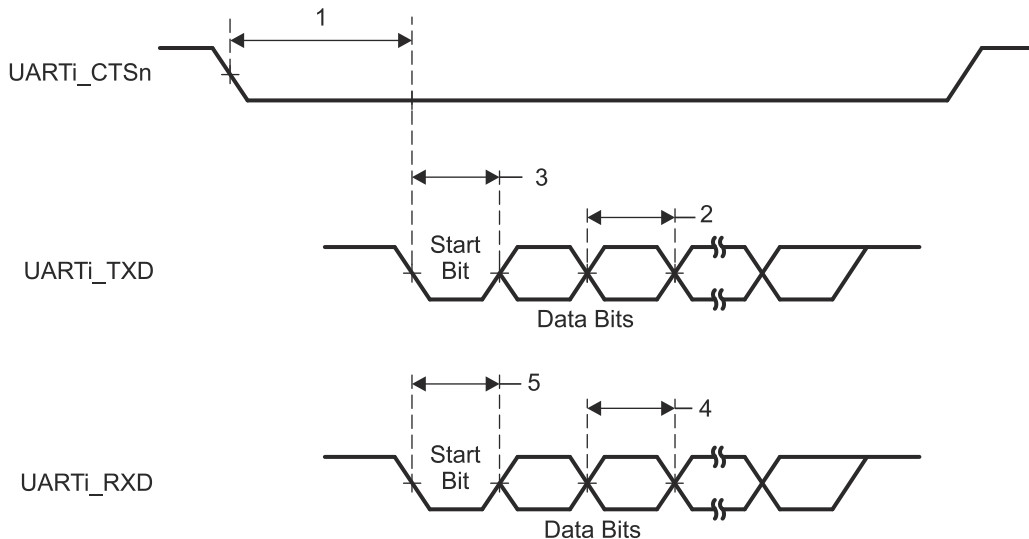 1
UARTi_CTSn
3
2
Start
Bit
UARTi_TXD
Data Bits
5
4
Start
Bit
UARTi_RXD
Data Bits